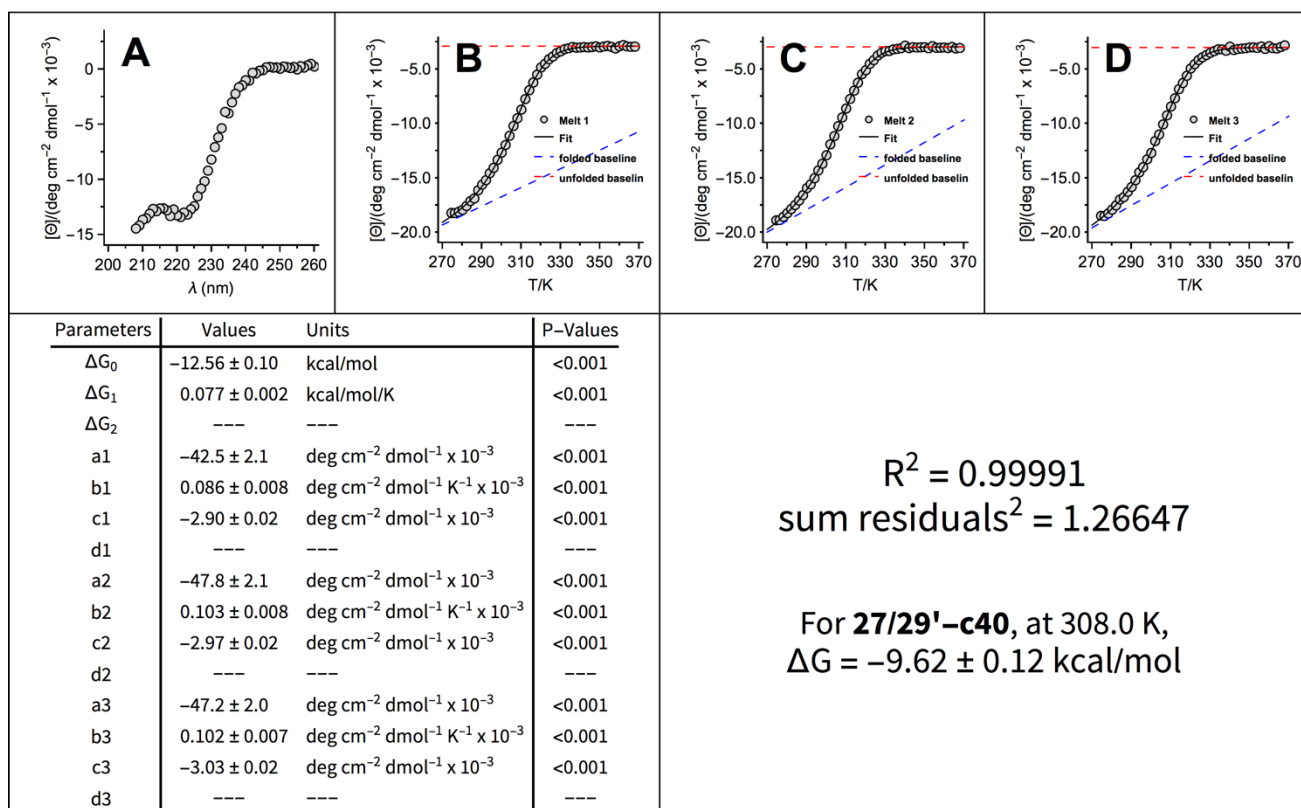 A
[Θ]/(deg cm⁻² dmol⁻¹ x 10⁻³)
0
−5
−10
−15
200 210 220 230 240 250 260
λ (nm)
B
[Θ]/(deg cm⁻² dmol⁻¹ x 10⁻³)
−5.0
−10.0
−15.0
−20.0
Melt 1
Fit
folded baseline
unfolded baselin
270 290 310 330 350 370
T/K
C
[Θ]/(deg cm⁻² dmol⁻¹ x 10⁻³)
−5.0
−10.0
−15.0
−20.0
Melt 2
Fit
folded baseline
unfolded baselin
270 290 310 330 350 370
T/K
D
[Θ]/(deg cm⁻² dmol⁻¹ x 10⁻³)
−5.0
−10.0
−15.0
−20.0
Melt 3
Fit
folded baseline
unfolded baselin
270 290 310 330 350 370
T/K
Parameters Values Units P−Values
ΔG₀ −12.56 ± 0.10 kcal/mol <0.001
ΔG₁ 0.077 ± 0.002 kcal/mol/K <0.001
ΔG₂ −−− −−− −−−
a1 −42.5 ± 2.1 deg cm⁻² dmol⁻¹ x 10⁻³ <0.001
b1 0.086 ± 0.008 deg cm⁻² dmol⁻¹ K⁻¹ x 10⁻³ <0.001
c1 −2.90 ± 0.02 deg cm⁻² dmol⁻¹ x 10⁻³ <0.001
d1 −−− −−− −−−
a2 −47.8 ± 2.1 deg cm⁻² dmol⁻¹ x 10⁻³ <0.001
b2 0.103 ± 0.008 deg cm⁻² dmol⁻¹ K⁻¹ x 10⁻³ <0.001
c2 −2.97 ± 0.02 deg cm⁻² dmol⁻¹ x 10⁻³ <0.001
d2 −−− −−− −−−
a3 −47.2 ± 2.0 deg cm⁻² dmol⁻¹ x 10⁻³ <0.001
b3 0.102 ± 0.007 deg cm⁻² dmol⁻¹ K⁻¹ x 10⁻³ <0.001
c3 −3.03 ± 0.02 deg cm⁻² dmol⁻¹ x 10⁻³ <0.001
d3 −−− −−− −−−
R² = 0.99991
sum residuals² = 1.26647
For 27/29'−c40, at 308.0 K,
ΔG = −9.62 ± 0.12 kcal/mol